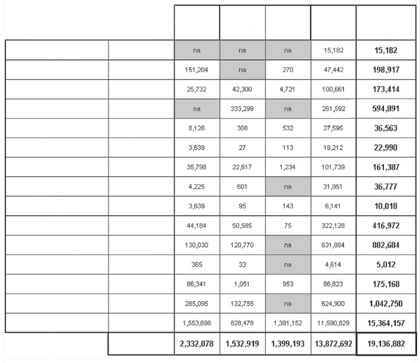 na na na 15,182 15,182
151,204 na 270 47,442 198,917
25,732 42,300 4,721 100,661 173,414
na 333,299 na 261,592 594,891
8,128 308 532 27,595 36,563
3,639 27 113 19,212 22,990
35,798 22,617 1,234 101,739 161,387
4,225 601 na 31,951 36,777
3,639 95 143 6,141 10,018
44,184 50,585 75 322,128 416,972
130,030 120,770 na 631,884 882,684
365 33 na 4,614 5,012
86,341 1,051 953 86,823 175,168
285,095 132,755 na 624,900 1,042,750
1,553,698 828,478 1,391,152 11,590,829 15,364,157
2,332,078 1,532,919 1,399,193 13,872,692 19,136,882